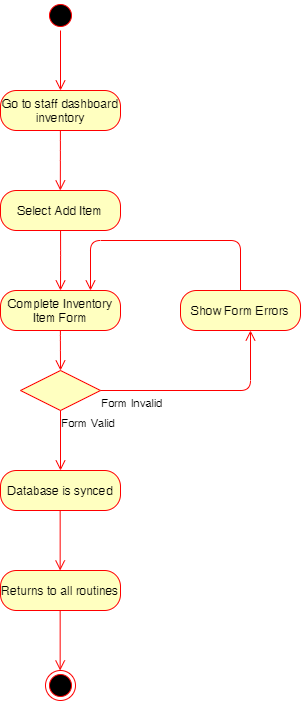 Go to staff dashboard
inventory
Select Add Item
Complete Inventory
Item Form
Show Form Errors
Form Invalid
Form Valid
Database is synced
Returns to all routines